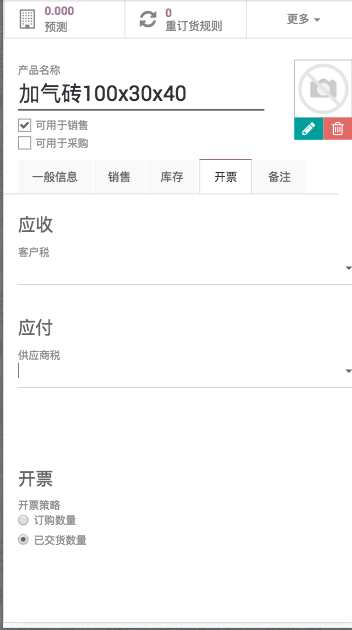 0.000
预测
0
重订货规则
更多
产品名称
加气砖100x30x40
可用于销售
可用于采购
一般信息 销售 库存 开票 备注
应收
客户税
应付
供应商税
开票
开票策略
订购数量
已交货数量